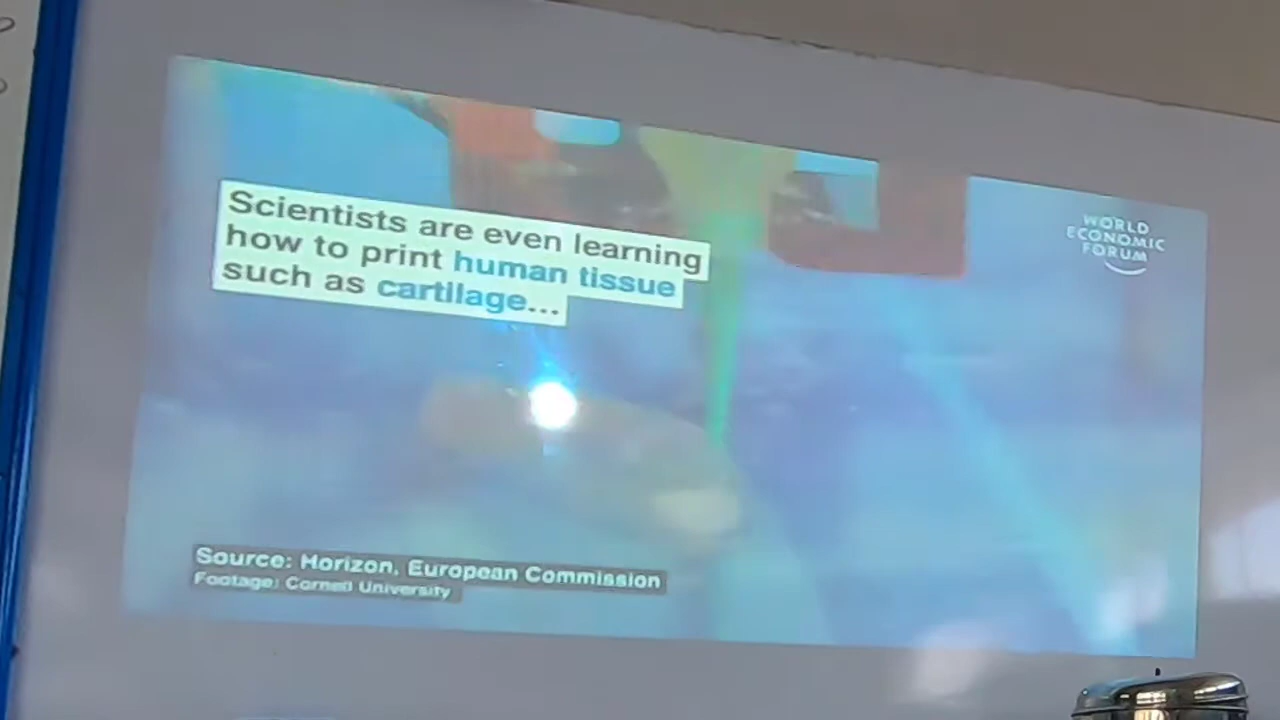 Scientists are even learning
how to print human tissue
such as cartilage...
WORLD
ECONOMIC
FORUM
Source: Horizon, European Commission
Footage: Cornell University